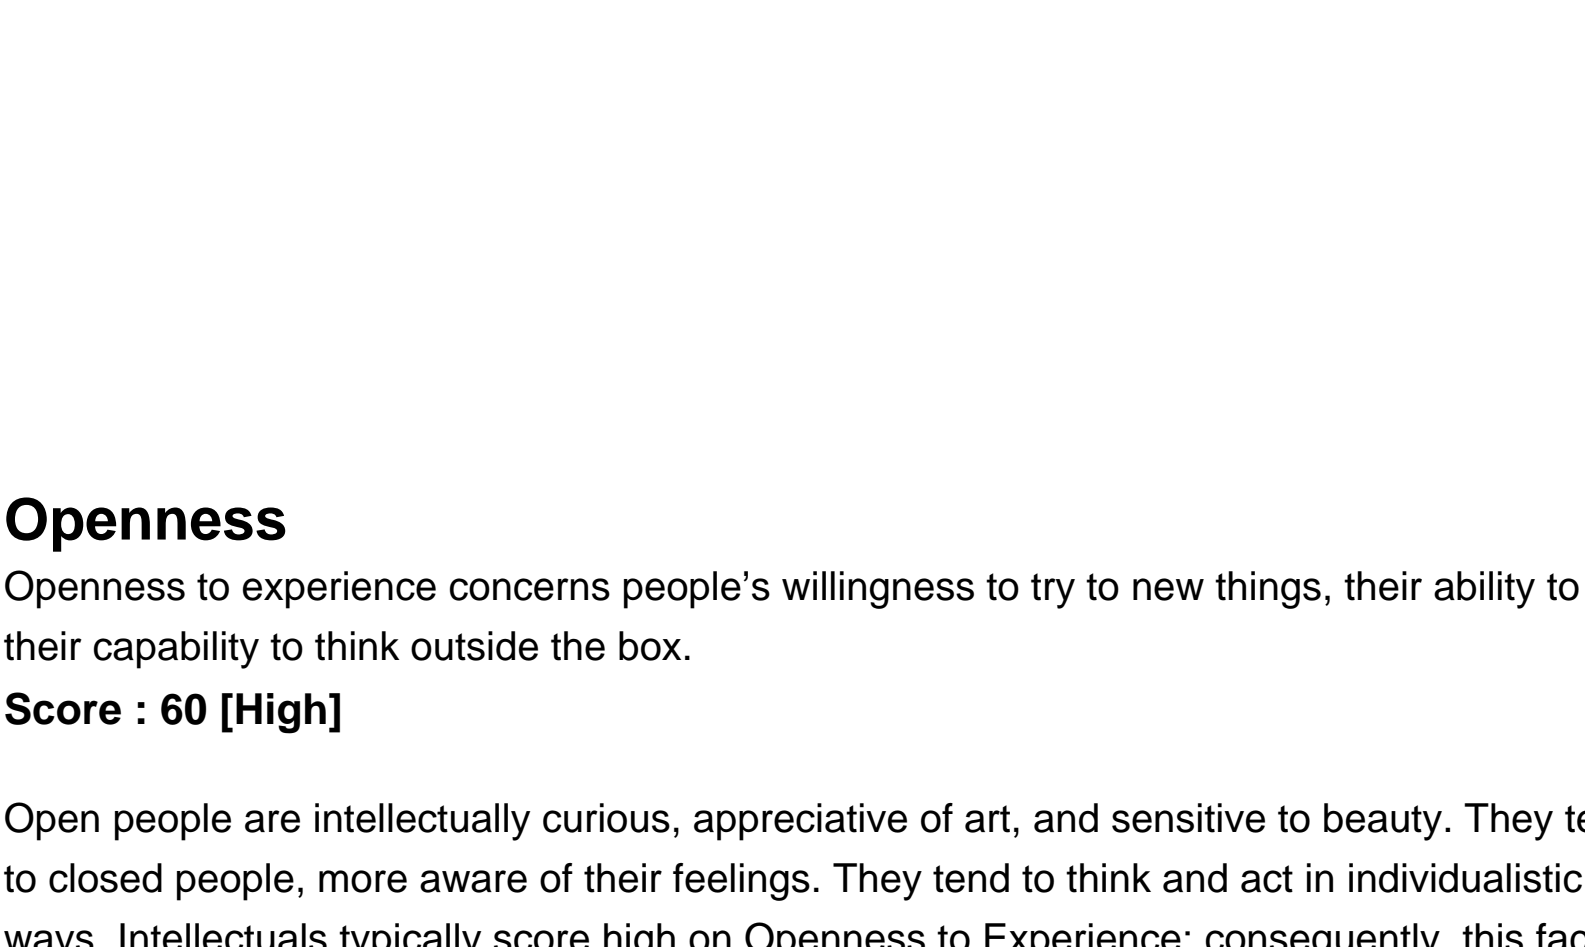 Openness
Openness to experience concerns people’s willingness to try to new things, their ability to
their capability to think outside the box.
Score : 60 [High]
Open people are intellectually curious, appreciative of art, and sensitive to beauty. They te
to closed people, more aware of their feelings. They tend to think and act in individualistic
ways. Intellectuals typically score high on Openness to Experience; consequently, this fac